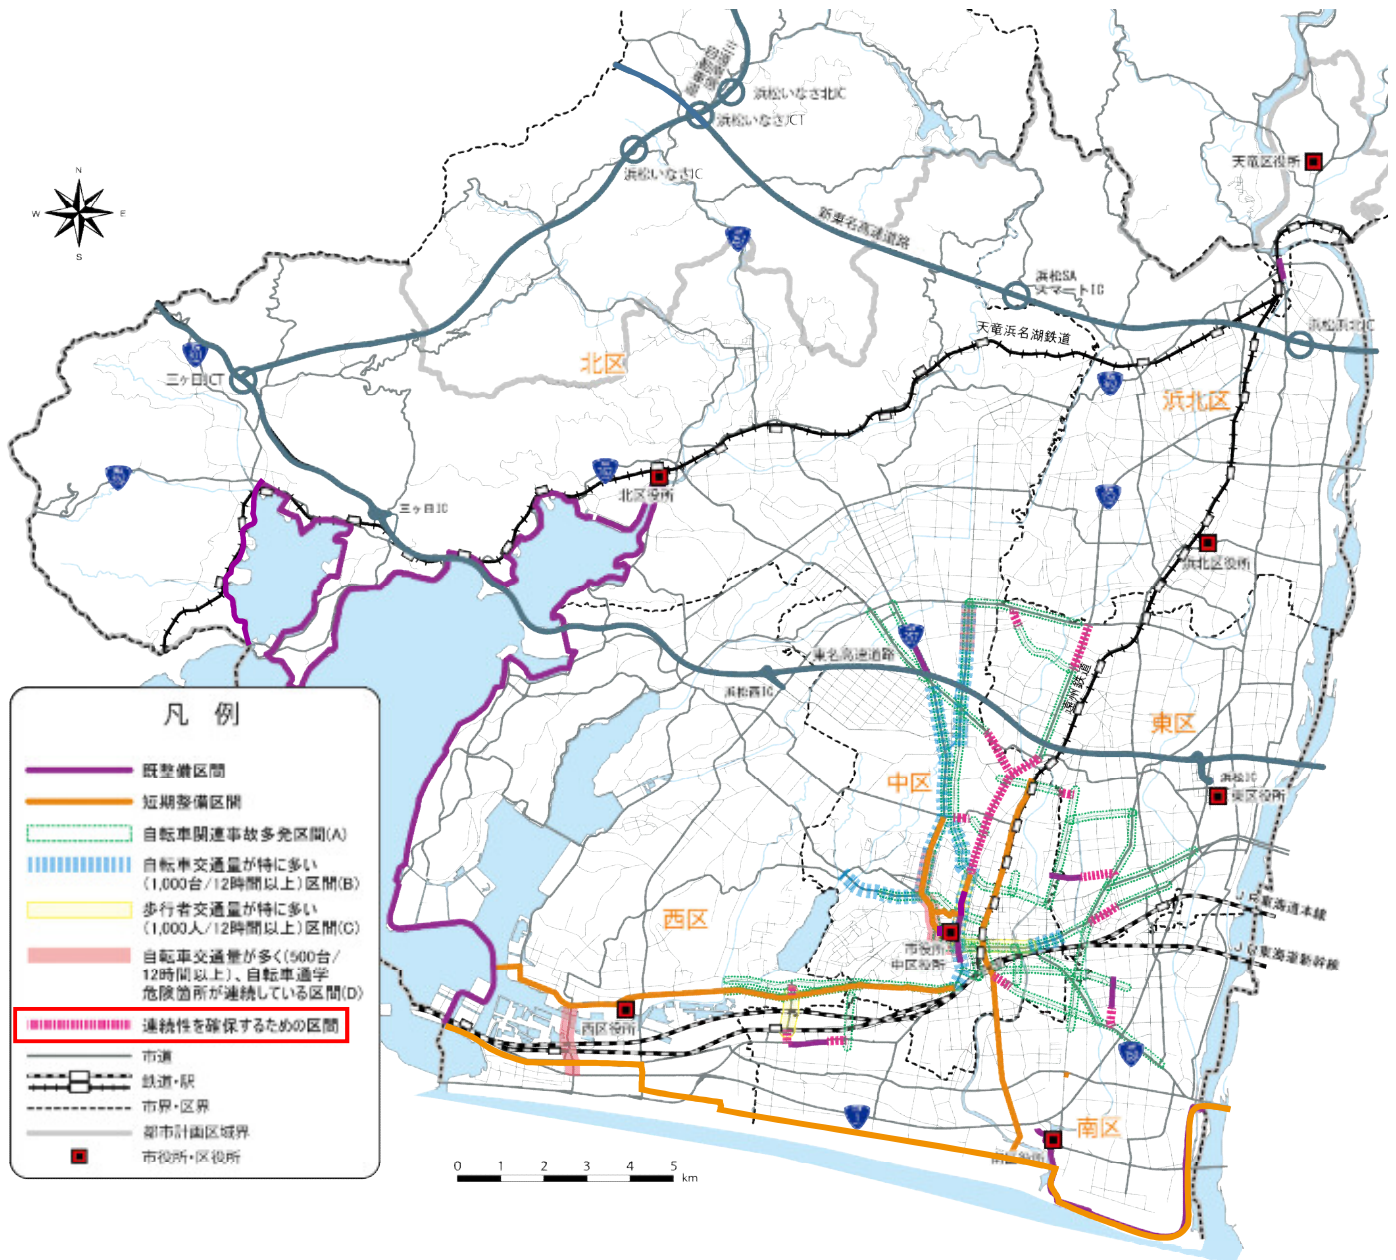 三遠南信
自動車道
浜松いなさ北IC
浜松いなさJCT
浜松いなさIC
天竜区役所
N
W
E
S
新東名高速道路
浜松SA
スマートIC
浜松浜北IC
天竜浜名湖鉄道
三ヶ日JCT
北区
浜北区
北区役所
三ヶ日IC
浜北区役所
東名高速道路
浜松西IC
遠州鉄道
東区
浜松IC
東区役所
中区
西区
市役所・
中区役所
JR東海道本線
JR東海道新幹線
西区役所
南区
南区役所
1
凡 例
既整備区間
短期整備区間
自転車関連事故多発区間(A)
自転車交通量が特に多い
(1,000台/12時間以上)区間(B)
歩行者交通量が特に多い
(1,000人/12時間以上)区間(C)
自転車交通量が多く(500台/
12時間以上)、自転車通学
危険箇所が連続している区間(D)
連続性を確保するための区間
市道
鉄道・駅
市界・区界
都市計画区域界
市役所・区役所
0 1 2 3 4 5
km